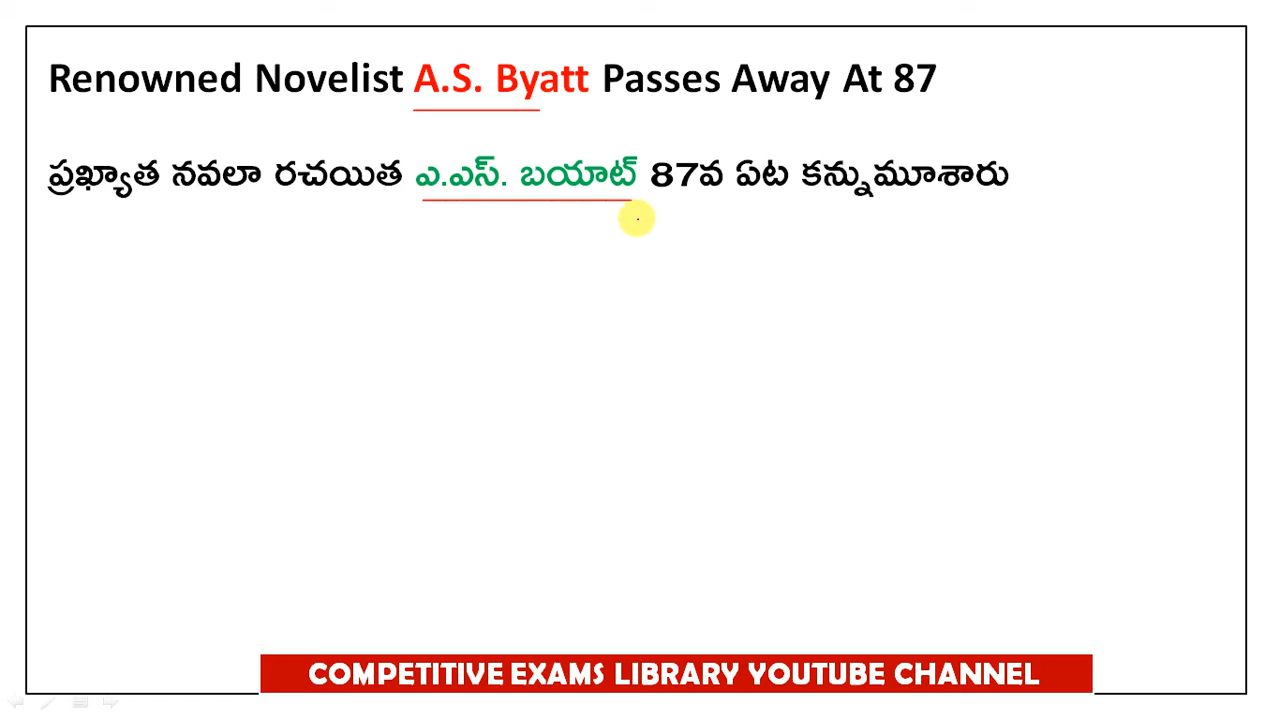 Renowned Novelist A.S. Byatt Passes Away At 87
ప్రఖ్యాత నవలా రచయిత ఎ.ఎస్. బయాట్ 87వ ఏట కన్నుమూశారు
COMPETITIVE EXAMS LIBRARY YOUTUBE CHANNEL